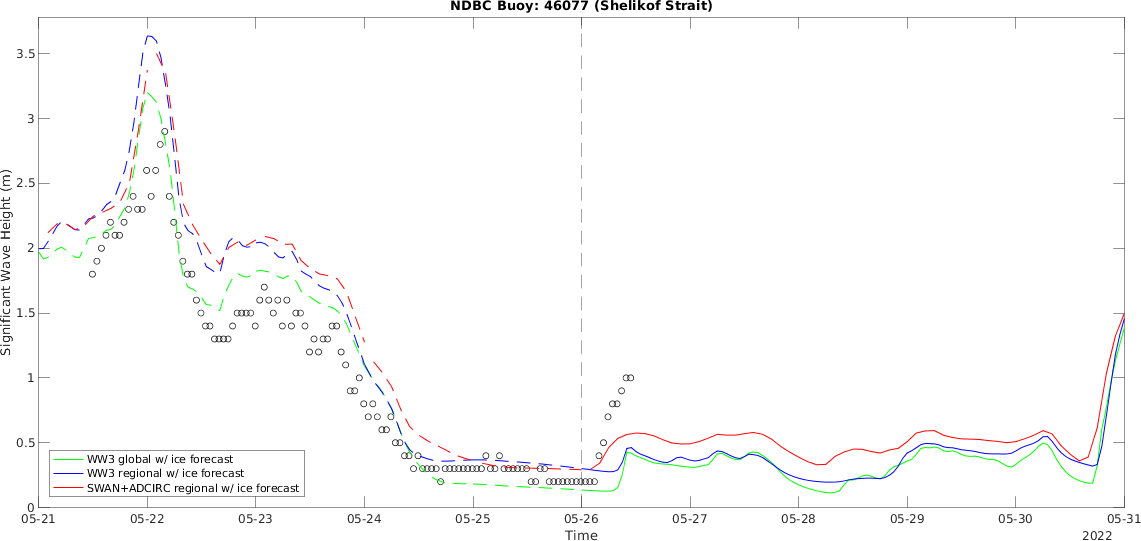 NDBC Buoy: 46077 (Shelikof Strait)
3.5
3
2.5
2
1.5
1
0.5
0
Significant Wave Height (m)
WW3 global w/ ice forecast
WW3 regional w/ ice forecast
SWAN+ADCIRC regional w/ ice forecast
05-21 05-22 05-23 05-24 05-25 05-26 05-27 05-28 05-29 05-30 05-31
Time
2022